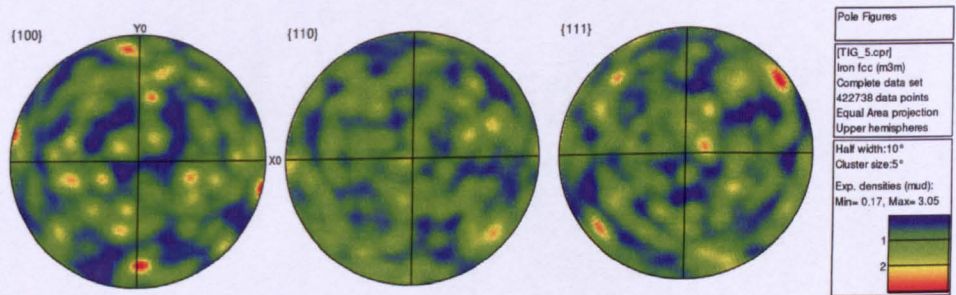 {100}
Y0
X0
{110}
{111}
Pole Figures
[TIG_5.cpr]
Iron fcc (m3m)
Complete data set
422738 data points
Equal Area projection
Upper hemispheres
Half width:10°
Cluster size:5°
Exp. densities (mud):
Min= 0.17, Max= 3.05
1
2